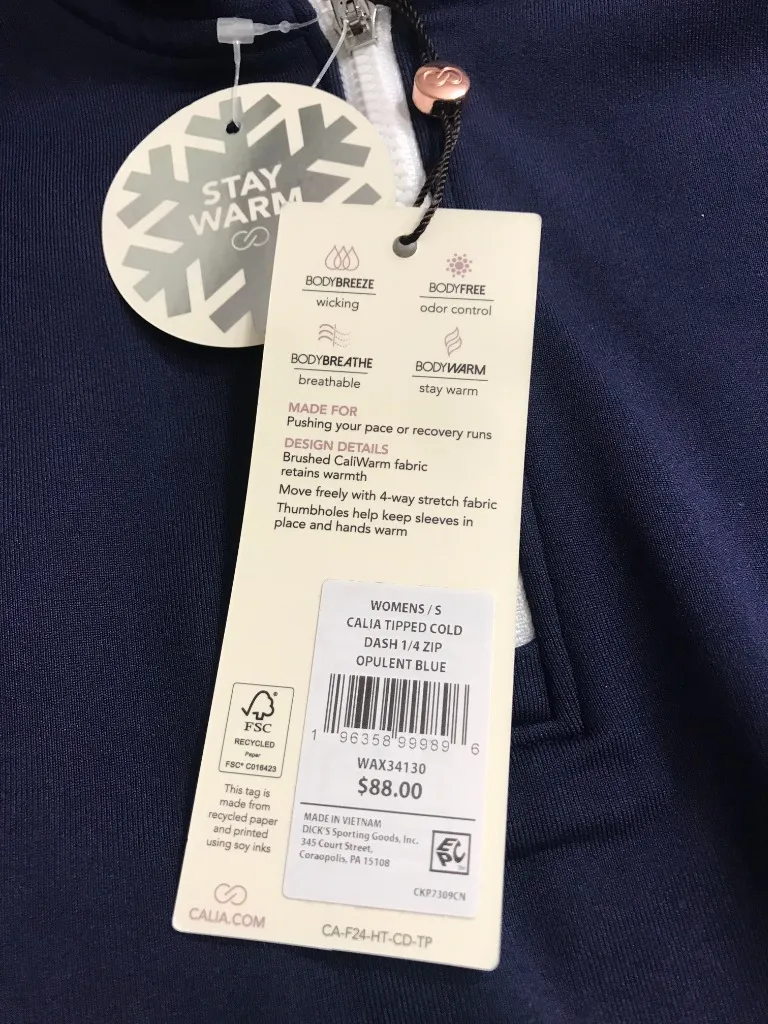 STAY
WARM
BODYBREEZE
wicking
BODYFREE
odor control
BODYBREATHE
breathable
BODYWARM
stay warm
MADE FOR
Pushing your pace or recovery runs
DESIGN DETAILS
Brushed CaliWarm fabric
retains warmth
Move freely with 4-way stretch fabric
Thumbholes help keep sleeves in
place and hands warm
WOMENS / S
CALIA TIPPED COLD
DASH 1/4 ZIP
OPULENT BLUE
1 96358 99989 6
WAX34130
$88.00
MADE IN VIETNAM
DICK'S Sporting Goods, Inc.
345 Court Street,
Coraopolis, PA 15108
EPC
CKP7309CN
FSC
RECYCLED
Paper
FSC® C016423
This tag is
made from
recycled paper
and printed
using soy inks
CALIA.COM
CA-F24-HT-CD-TP